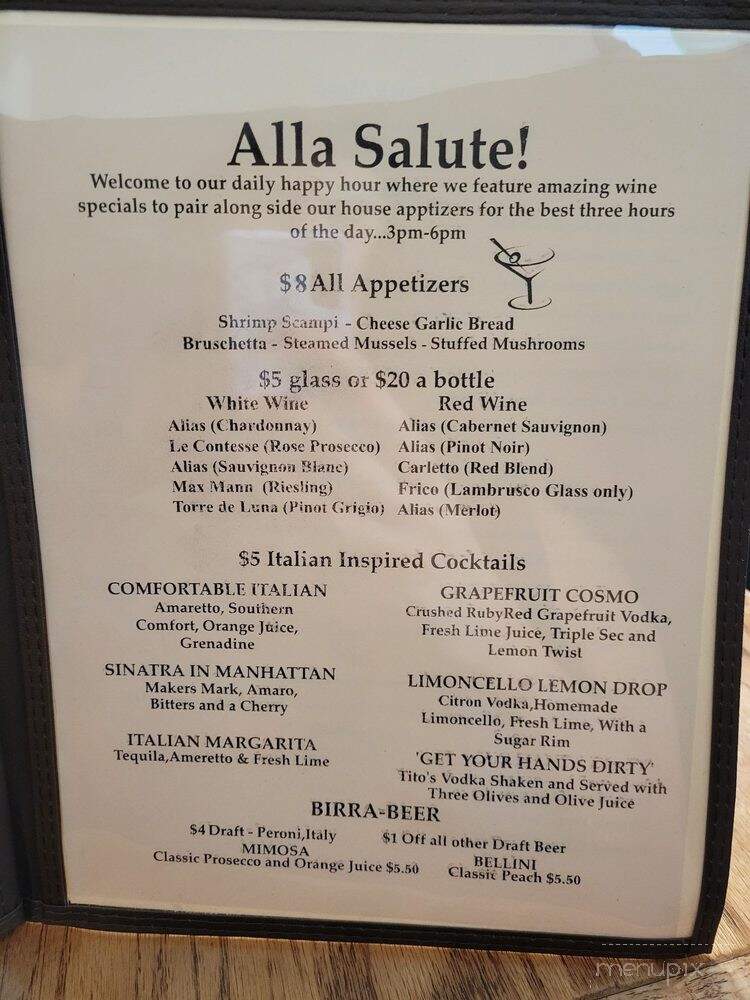 Alla Salute!
Welcome to our daily happy hour where we feature amazing wine
specials to pair along side our house apptizers for the best three hours
of the day...3pm-6pm
$8 All Appetizers
Shrimp Scampi - Cheese Garlic Bread
Bruschetta - Steamed Mussels - Stuffed Mushrooms
$5 glass or $20 a bottle
White Wine
Alias (Chardonnay)
Le Contesse (Rose Prosecco)
Alias (Sauvignon Blanc)
Max Mann (Riesling)
Torre de Luna (Pinot Grigio)
Red Wine
Alias (Cabernet Sauvignon)
Alias (Pinot Noir)
Carletto (Red Blend)
Frico (Lambrusco Glass only)
Alias (Merlot)
$5 Italian Inspired Cocktails
COMFORTABLE ITALIAN
Amaretto, Southern
Comfort, Orange Juice,
Grenadine
SINATRA IN MANHATTAN
Makers Mark, Amaro,
Bitters and a Cherry
ITALIAN MARGARITA
Tequila,Ameretto & Fresh Lime
GRAPEFRUIT COSMO
Crushed RubyRed Grapefruit Vodka,
Fresh Lime Juice, Triple Sec and
Lemon Twist
LIMONCELLO LEMON DROP
Citron Vodka,Homemade
Limoncello, Fresh Lime, With a
Sugar Rim
'GET YOUR HANDS DIRTY'
Tito's Vodka Shaken and Served with
Three Olives and Olive Juice
BIRRA-BEER
$4 Draft - Peroni,Italy
$1 Off all other Draft Beer
MIMOSA
Classic Prosecco and Orange Juice $5.50
BELLINI
Classic Peach $5.50
menupix